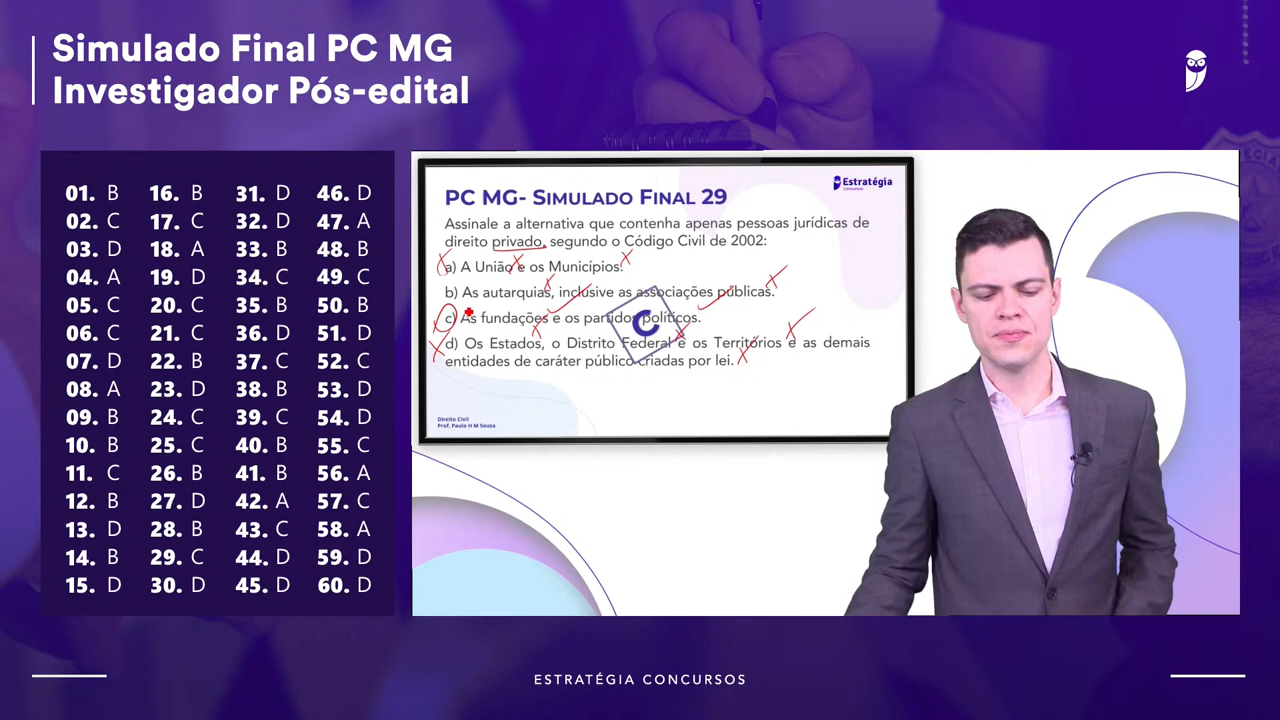 Simulado Final PC MG
Investigador Pós-edital
01. B 16. B 31. D 46. D
02. C 17. C 32. D 47. A
03. D 18. A 33. B 48. B
04. A 19. D 34. C 49. C
05. C 20. C 35. B 50. B
06. C 21. C 36. D 51. D
07. D 22. B 37. C 52. C
08. A 23. D 38. B 53. D
09. B 24. C 39. C 54. D
10. B 25. C 40. B 55. C
11. C 26. B 41. B 56. A
12. B 27. D 42. A 57. C
13. D 28. B 43. C 58. A
14. B 29. C 44. D 59. D
15. D 30. D 45. D 60. D
Estratégia
Concursos
PC MG- SIMULADO FINAL 29
Assinale a alternativa que contenha apenas pessoas jurídicas de
direito privado, segundo o Código Civil de 2002:
a) A União e os Municípios.
b) As autarquias, inclusive as associações públicas.
c) As fundações e os partidos políticos.
d) Os Estados, o Distrito Federal e os Territórios e as demais
entidades de caráter público criadas por lei.
C
Direito Civil
Prof. Paulo H M Sousa
ESTRATÉGIA CONCURSOS